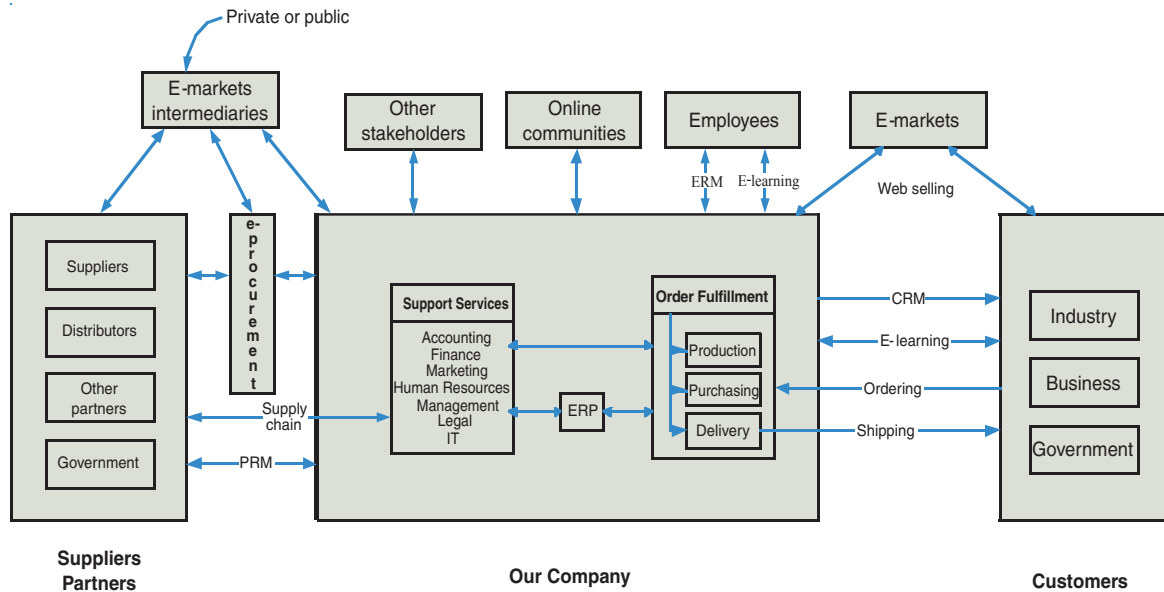 Private or public
E-markets
intermediaries
Other
stakeholders
Online
communities
Employees
E-markets
ERM
E-learning
Web selling
Suppliers
Distributors
Other
partners
Government
e-procurement
Supply
chain
PRM
Support Services
Accounting
Finance
Marketing
Human Resources
Management
Legal
IT
ERP
Order Fulfillment
Production
Purchasing
Delivery
CRM
E-learning
Ordering
Shipping
Industry
Business
Government
Suppliers
Partners
Our Company
Customers